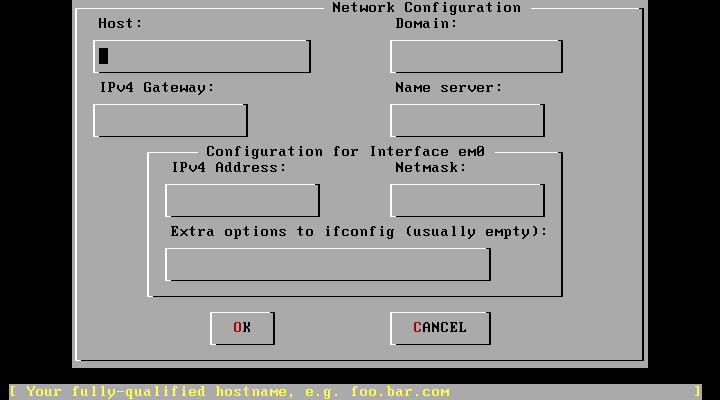 Network Configuration
Host: Domain:
IPv4 Gateway: Name server:
Configuration for Interface em0
IPv4 Address: Netmask:
Extra options to ifconfig (usually empty):
OK CANCEL
[ Your fully-qualified hostname, e.g. foo.bar.com ]